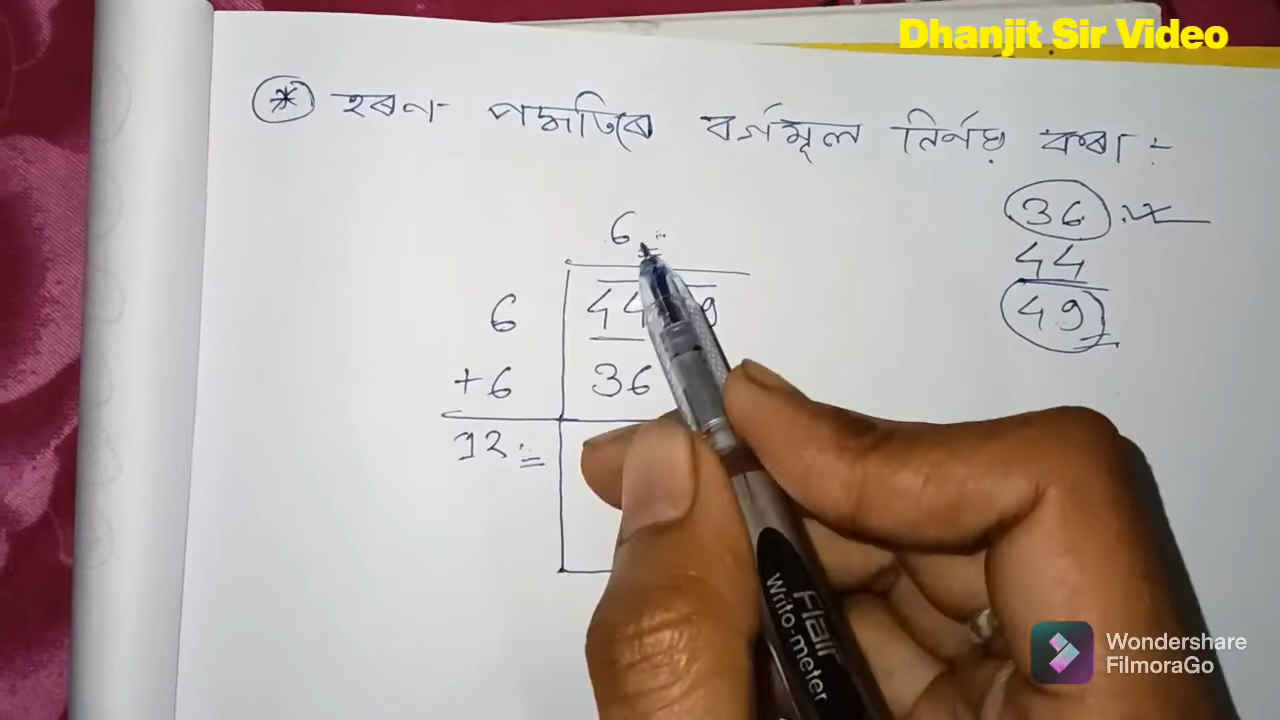 Dhanjit Sir Video
* হৰণ পদ্ধতিৰে বৰ্গমূল নিৰ্ণয় কৰা :-
36
44
49
6
6 44 9
+6 36
12
Flair
Writo-meter
Wondershare
FilmoraGo